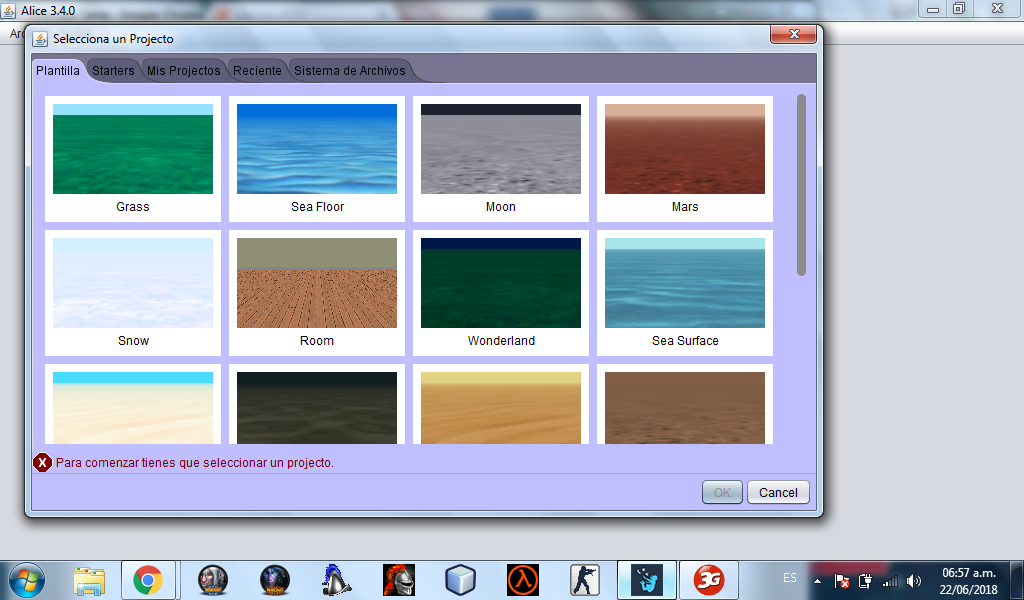 Alice 3.4.0
Selecciona un Projecto
Plantilla
Starters
Mis Projectos
Reciente
Sistema de Archivos
Grass
Sea Floor
Moon
Mars
Snow
Room
Wonderland
Sea Surface
X Para comenzar tienes que seleccionar un projecto.
OK
Cancel
3G
ES
06:57 a.m.
22/06/2018